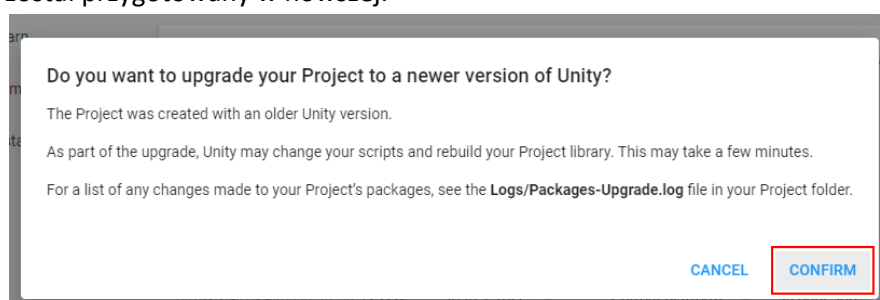 został przygotowany w nowszej.
Do you want to upgrade your Project to a newer version of Unity?
The Project was created with an older Unity version.
As part of the upgrade, Unity may change your scripts and rebuild your Project library. This may take a few minutes.
For a list of any changes made to your Project's packages, see the Logs/Packages-Upgrade.log file in your Project folder.
CANCEL CONFIRM